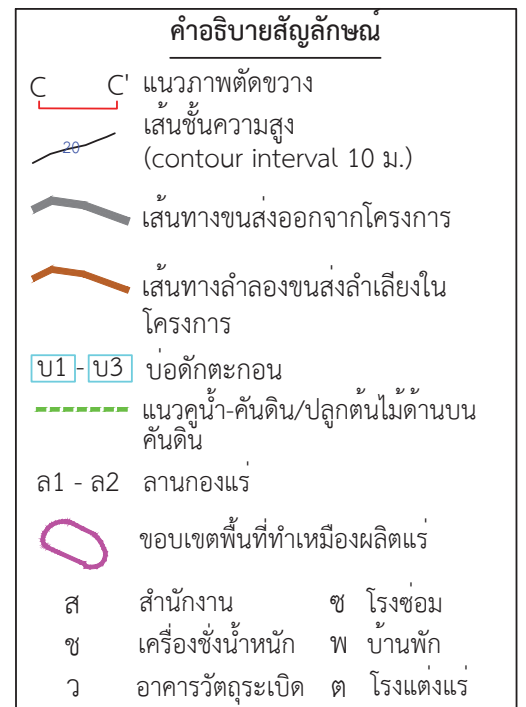 คำอธิบายสัญลักษณ์
C C' แนวภาพตัดขวาง
20 เส้นชั้นความสูง
(contour interval 10 ม.)
เส้นทางขนส่งออกจากโครงการ
เส้นทางลำลองขนส่งลำเลียงใน
โครงการ
บ1 - บ3 บ่อดักตะกอน
แนวคูน้ำ-คันดิน/ปลูกต้นไม้ด้านบน
คันดิน
ล1 - ล2 ลานกองแร่
ขอบเขตพื้นที่ทำเหมืองผลิตแร่
ส สำนักงาน ซ โรงซ่อม
ช เครื่องชั่งน้ำหนัก พ บ้านพัก
ว อาคารวัตถุระเบิด ต โรงแต่งแร่